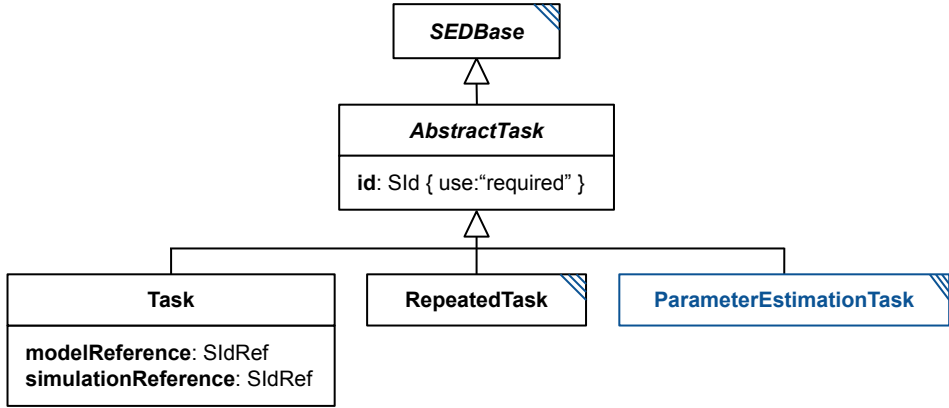 SEDBase
AbstractTask
id: SId { use:“required” }
Task
RepeatedTask
ParameterEstimationTask
modelReference: SIdRef
simulationReference: SIdRef